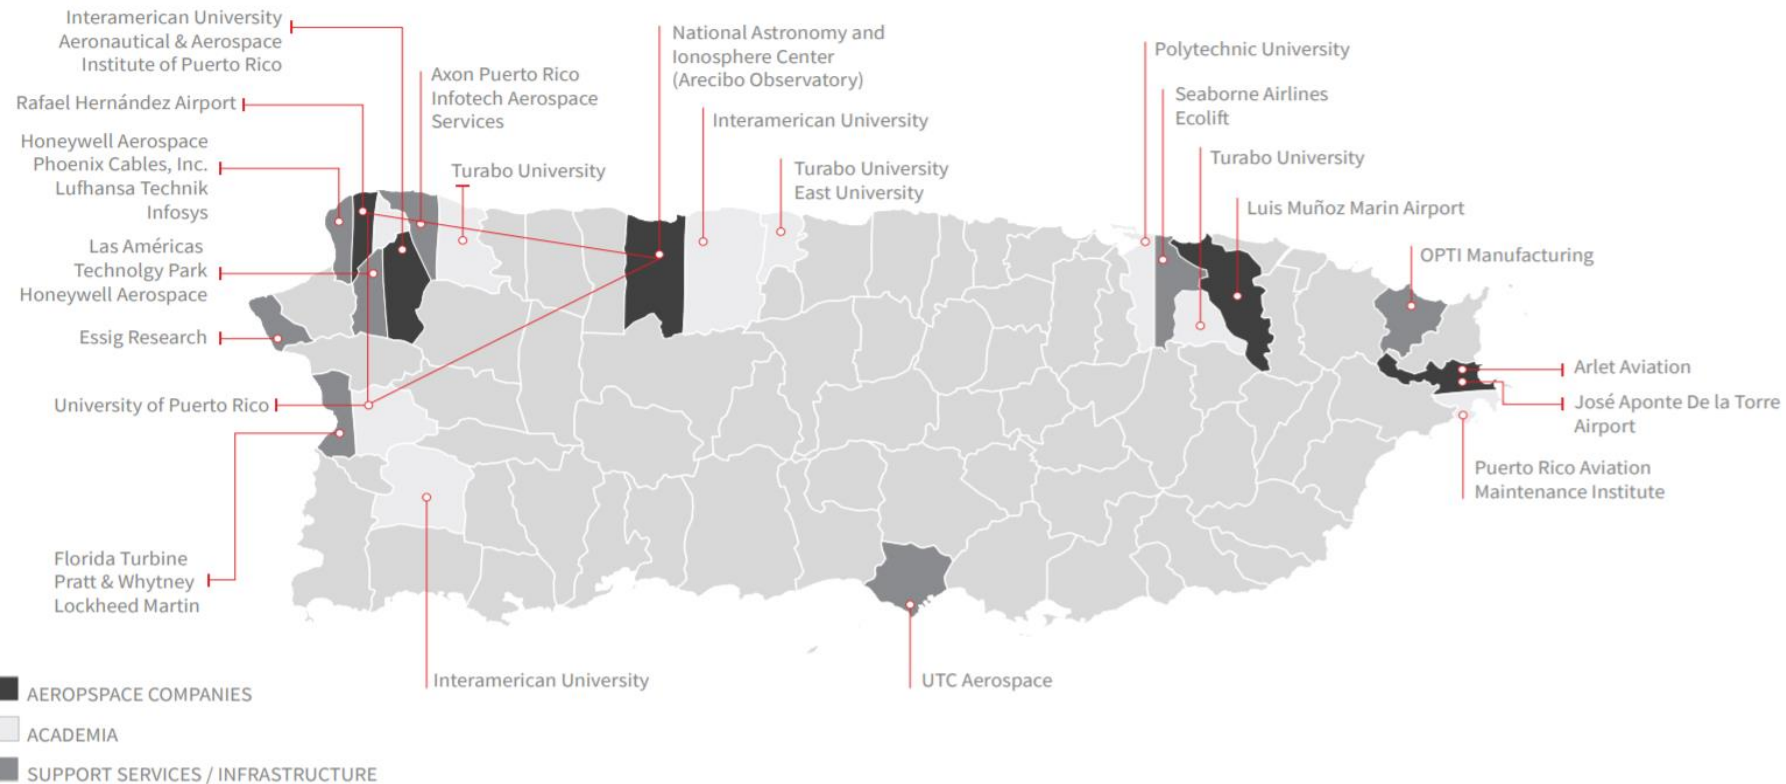 Interamerican University
Aeronautical & Aerospace
Institute of Puerto Rico
Rafael Hernández Airport
Honeywell Aerospace
Phoenix Cables, Inc.
Lufhansa Technik
Infosys
Las Américas
Technolgy Park
Honeywell Aerospace
Essig Research
University of Puerto Rico
Florida Turbine
Pratt & Whytney
Lockheed Martin
Axon Puerto Rico
Infotech Aerospace
Services
Turabo University
National Astronomy and
Ionosphere Center
(Arecibo Observatory)
Interamerican University
Turabo University
East University
Polytechnic University
Seaborne Airlines
Ecolift
Turabo University
Luis Muñoz Marin Airport
OPTI Manufacturing
Arlet Aviation
José Aponte De la Torre
Airport
Puerto Rico Aviation
Maintenance Institute
Interamerican University
UTC Aerospace
AEROPSPACE COMPANIES
ACADEMIA
SUPPORT SERVICES / INFRASTRUCTURE